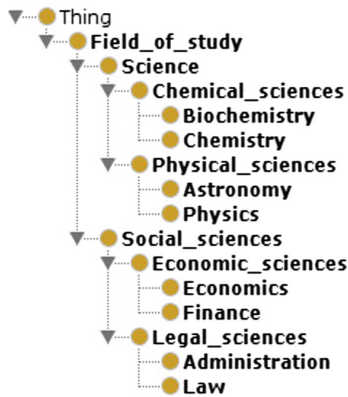 Thing
Field_of_study
Science
Chemical_sciences
Biochemistry
Chemistry
Physical_sciences
Astronomy
Physics
Social_sciences
Economic_sciences
Economics
Finance
Legal_sciences
Administration
Law